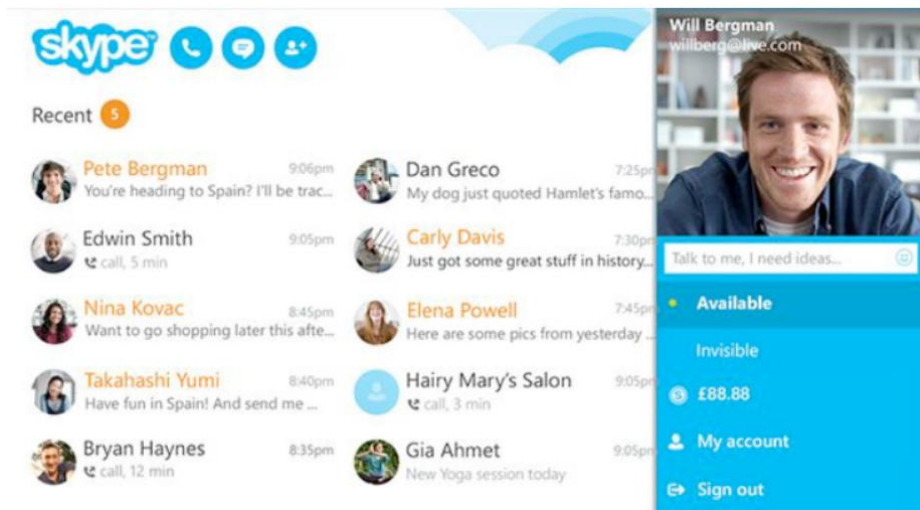 skype
Recent 5
Pete Bergman 9:06pm
You're heading to Spain? I'll be trac...
Edwin Smith 9:05pm
call, 5 min
Nina Kovac 8:45pm
Want to go shopping later this afte...
Takahashi Yumi 8:40pm
Have fun in Spain! And send me ...
Bryan Haynes 8:35pm
call, 12 min
Dan Greco 7:25pm
My dog just quoted Hamlet's famo...
Carly Davis 7:30pm
Just got some great stuff in history...
Elena Powell 7:45pm
Here are some pics from yesterday ...
Hairy Mary's Salon 9:05pm
call, 3 min
Gia Ahmet 9:05pm
New Yoga session today
Will Bergman
willberg@live.com
Talk to me, I need ideas...
Available
Invisible
£88.88
My account
Sign out